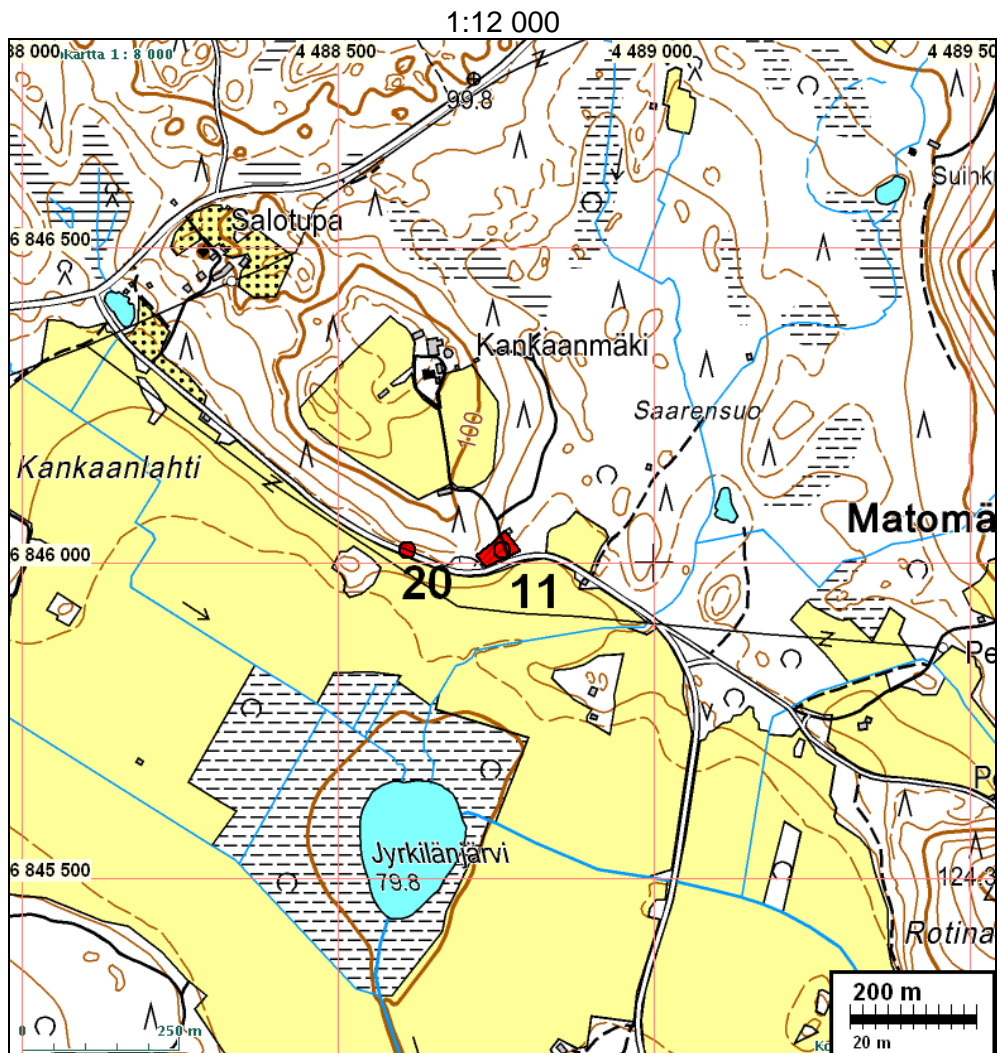 1:12 000
88 000
4 488 500
4 489 000
4 489 50
kartta 1 : 8 000
99.8
Suink
Salotupa
6 846 500
Kankaanmäki
Saarensuo
100
Kankaanlahti
Matomä
6 846 000
20
11
Pe
P
Jyrkilänjärvi
79.8
6 845 500
124.3
Rotina
200 m
20 m
0
250 m
Kö